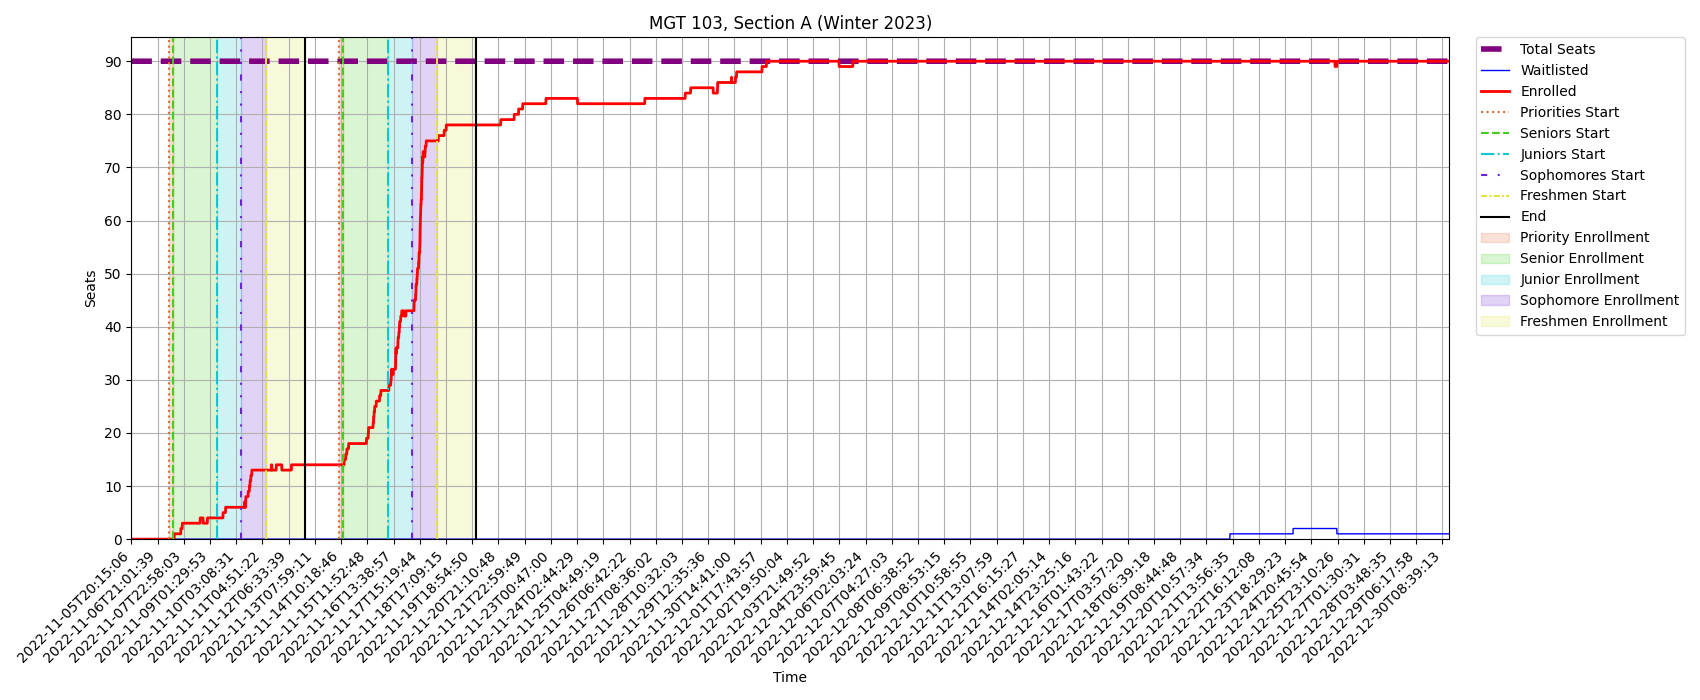 MGT 103, Section A (Winter 2023)
Seats
90
80
70
60
50
40
30
20
10
0
2022-11-05T20:15:06
2022-11-06T21:01:39
2022-11-07T22:58:03
2022-11-09T01:29:53
2022-11-10T03:08:31
2022-11-11T04:51:22
2022-11-12T06:33:39
2022-11-13T07:59:11
2022-11-14T10:18:46
2022-11-15T11:52:48
2022-11-16T13:38:57
2022-11-17T15:19:44
2022-11-18T17:09:15
2022-11-19T18:54:50
2022-11-20T21:10:49
2022-11-21T22:59:49
2022-11-23T00:47:00
2022-11-24T02:44:29
2022-11-25T04:49:19
2022-11-26T06:42:22
2022-11-27T08:36:02
2022-11-28T10:32:03
2022-11-29T12:35:36
2022-11-30T14:41:00
2022-12-01T17:43:57
2022-12-02T19:50:04
2022-12-03T21:49:52
2022-12-04T23:59:45
2022-12-06T02:03:24
2022-12-07T04:27:03
2022-12-08T06:38:52
2022-12-09T08:53:15
2022-12-10T10:58:55
2022-12-11T13:07:59
2022-12-12T16:15:27
2022-12-14T02:05:14
2022-12-14T23:25:16
2022-12-16T01:43:22
2022-12-17T03:57:20
2022-12-18T06:39:18
2022-12-19T08:44:48
2022-12-20T10:57:34
2022-12-21T13:56:35
2022-12-22T16:12:08
2022-12-23T18:29:23
2022-12-24T20:45:54
2022-12-25T23:10:26
2022-12-27T01:30:31
2022-12-28T03:48:35
2022-12-29T06:17:58
2022-12-30T08:39:13
Time
Total Seats
Waitlisted
Enrolled
Priorities Start
Seniors Start
Juniors Start
Sophomores Start
Freshmen Start
End
Priority Enrollment
Senior Enrollment
Junior Enrollment
Sophomore Enrollment
Freshmen Enrollment